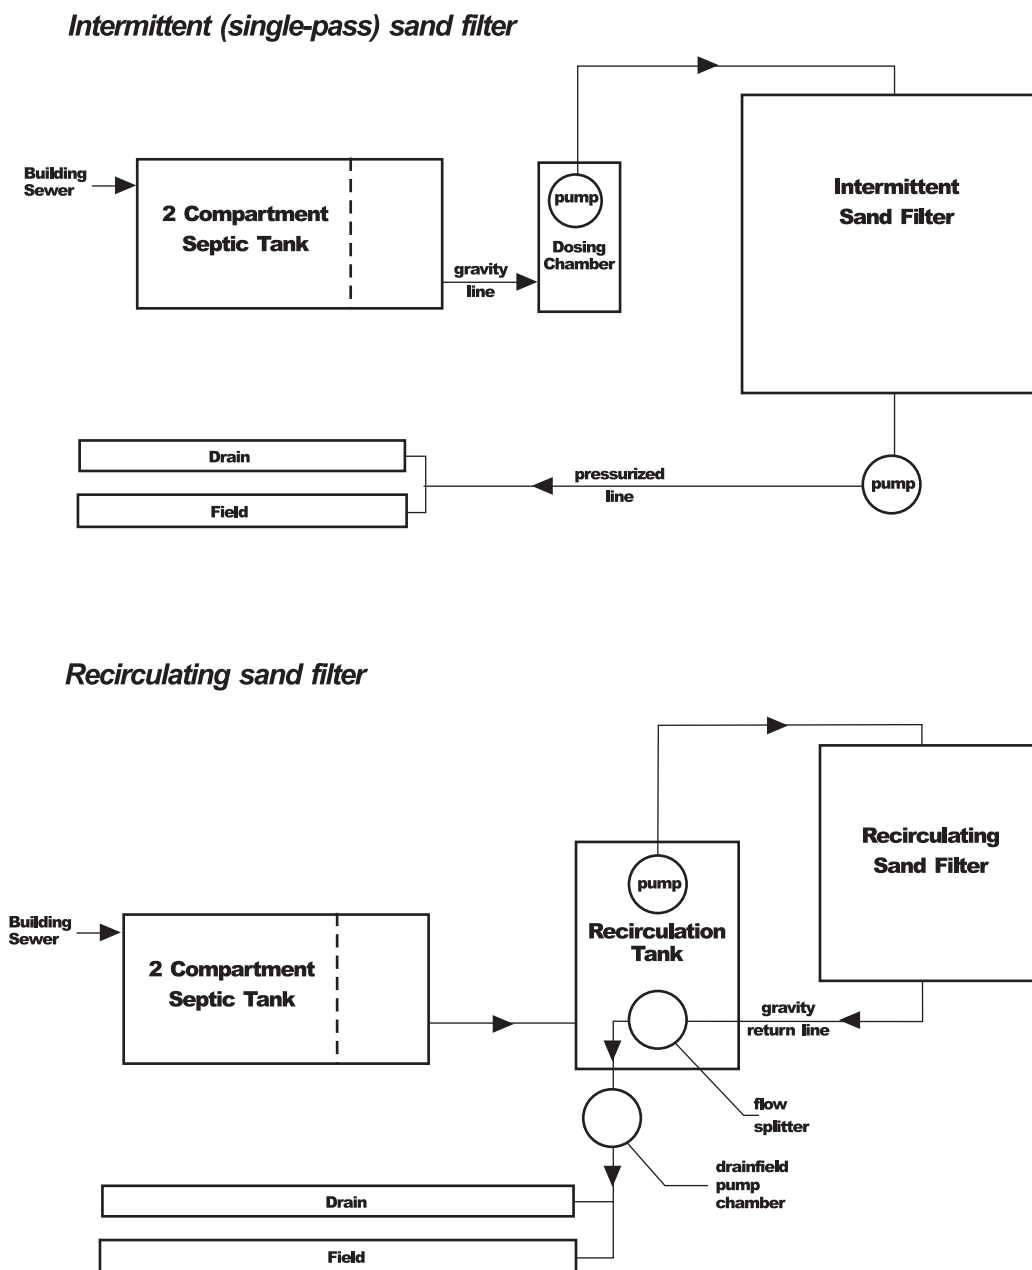 Intermittent (single-pass) sand filter
Building
Sewer
2 Compartment
Septic Tank
gravity
line
pump
Dosing
Chamber
Intermittent
Sand Filter
Drain
Field
pressurized
line
pump
Recirculating sand filter
Building
Sewer
2 Compartment
Septic Tank
pump
Recirculation
Tank
Recirculating
Sand Filter
gravity
return line
flow
splitter
drainfield
pump
chamber
Drain
Field